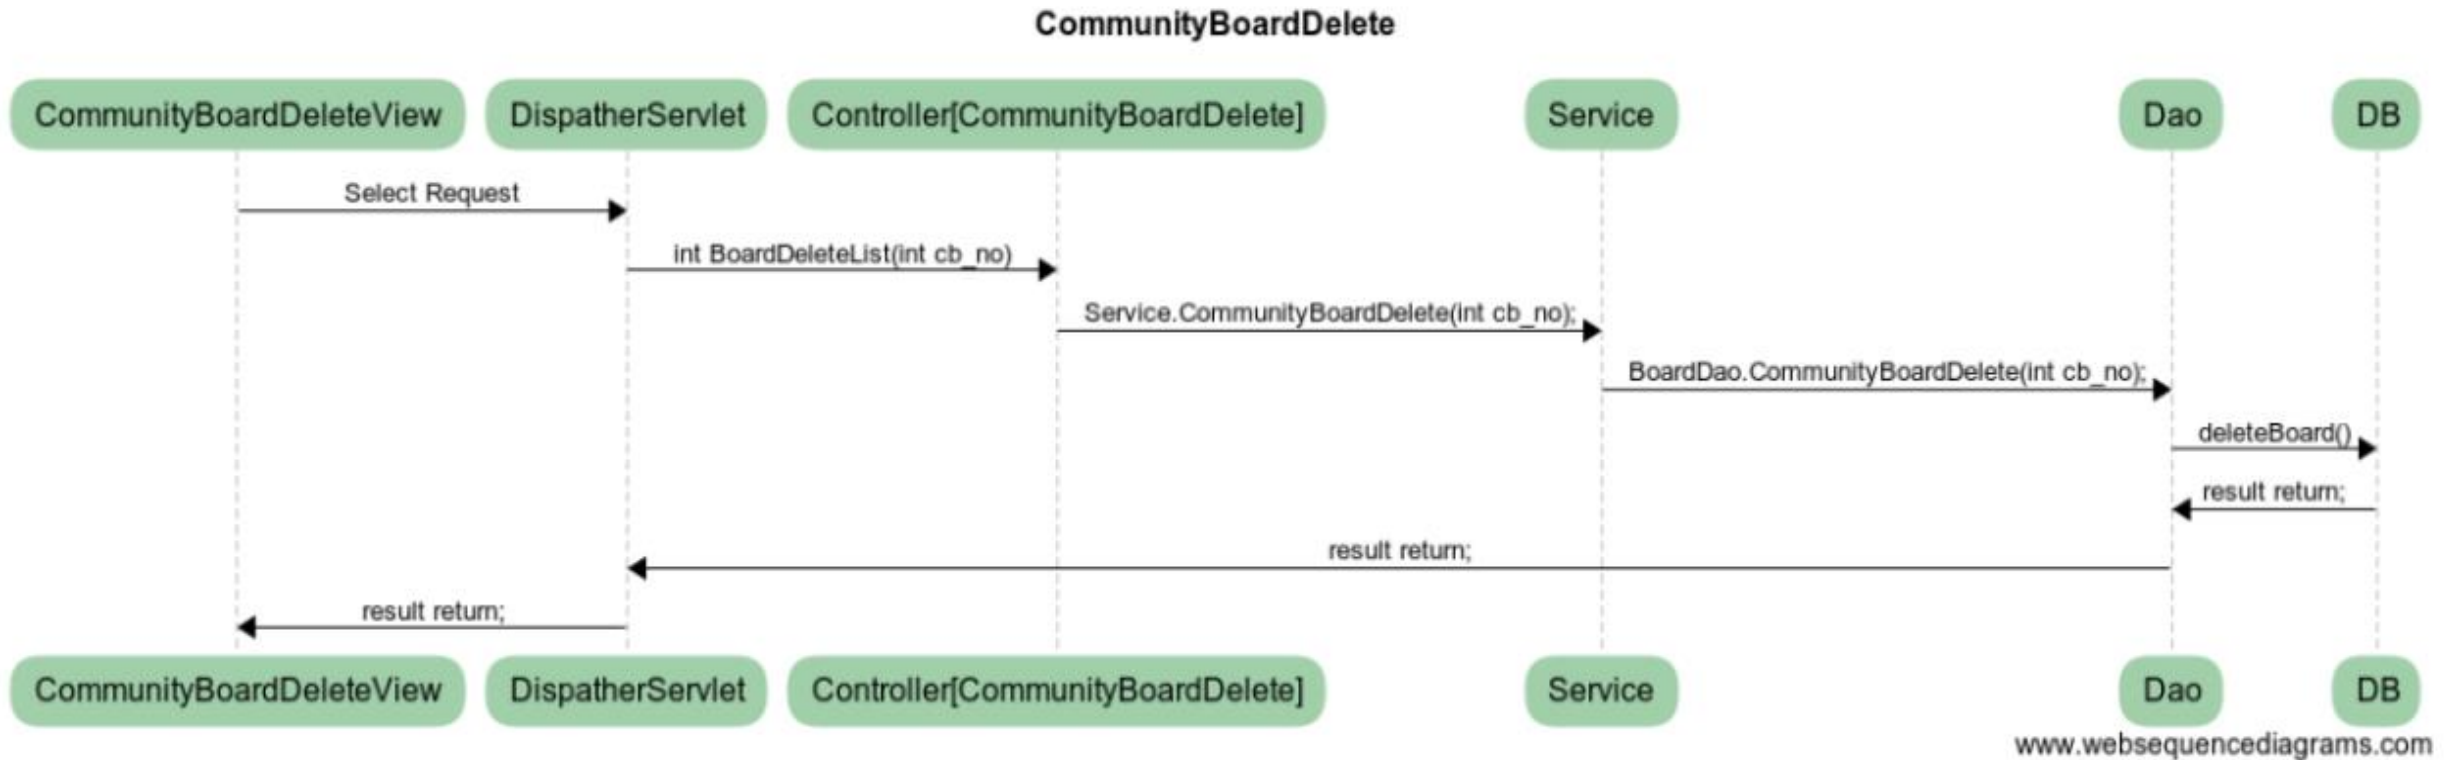 CommunityBoardDelete
CommunityBoardDeleteView DispatherServlet Controller[CommunityBoardDelete] Service Dao DB
Select Request
int BoardDeleteList(int cb_no)
Service.CommunityBoardDelete(int cb_no);
BoardDao.CommunityBoardDelete(int cb_no);
deleteBoard()
result return;
result return;
result return;
CommunityBoardDeleteView DispatherServlet Controller[CommunityBoardDelete] Service Dao DB
www.websequencediagrams.com